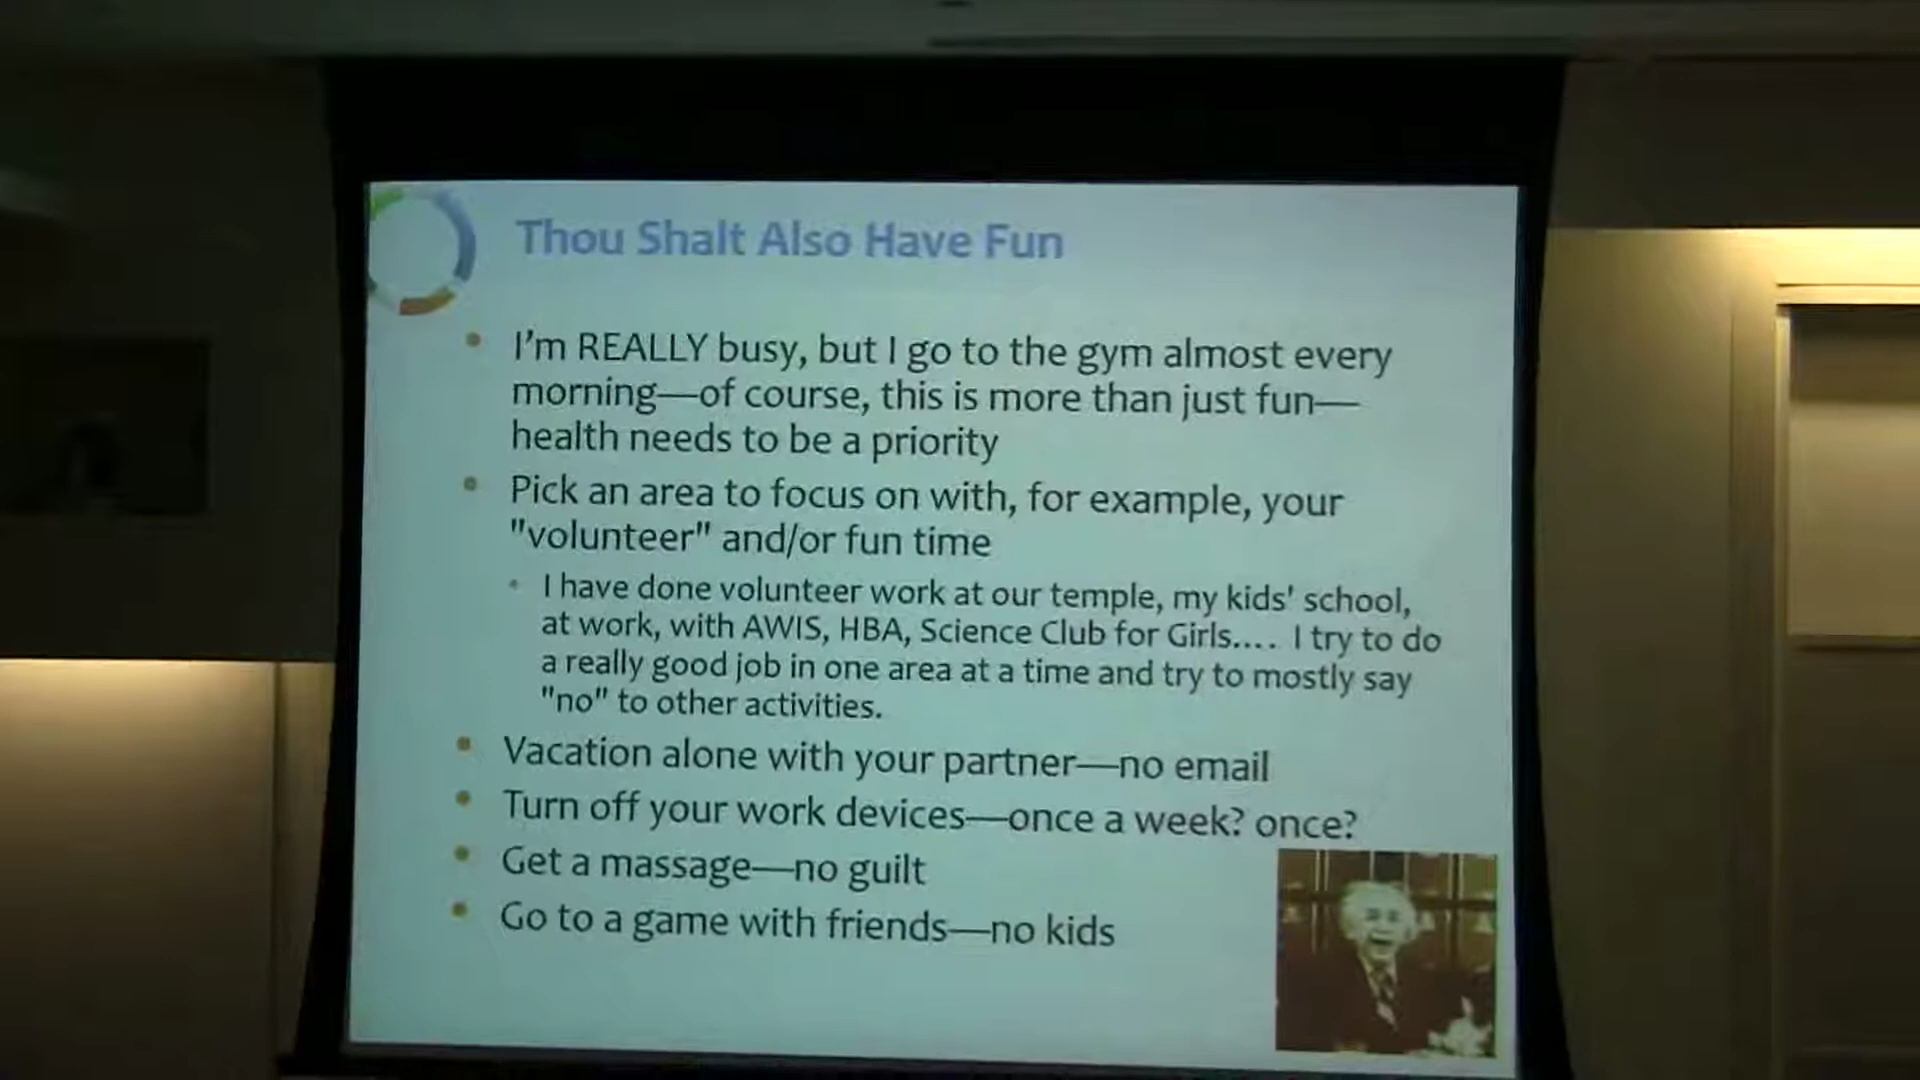 Thou Shalt Also Have Fun
I'm REALLY busy, but I go to the gym almost every
morning—of course, this is more than just fun—
health needs to be a priority
Pick an area to focus on with, for example, your
"volunteer" and/or fun time
I have done volunteer work at our temple, my kids' school,
at work, with AWIS, HBA, Science Club for Girls.... I try to do
a really good job in one area at a time and try to mostly say
"no" to other activities.
Vacation alone with your partner—no email
Turn off your work devices—once a week? once?
Get a massage—no guilt
Go to a game with friends—no kids